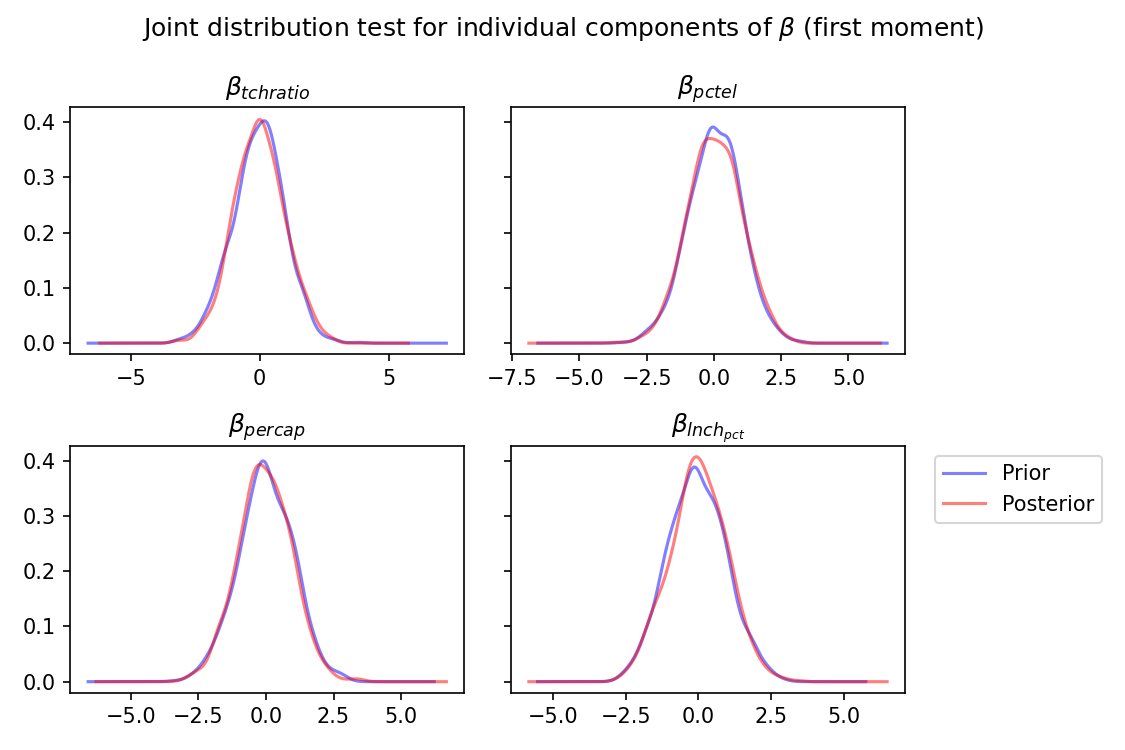 Joint distribution test for individual components of β (first moment)
β_tchratio
β_pctel
0.4
0.3
0.2
0.1
0.0
−5 0 5
−7.5 −5.0 −2.5 0.0 2.5 5.0
β_percap
β_lnch_pct
0.4
0.3
0.2
0.1
0.0
−5.0 −2.5 0.0 2.5 5.0
−5.0 −2.5 0.0 2.5 5.0
Prior
Posterior